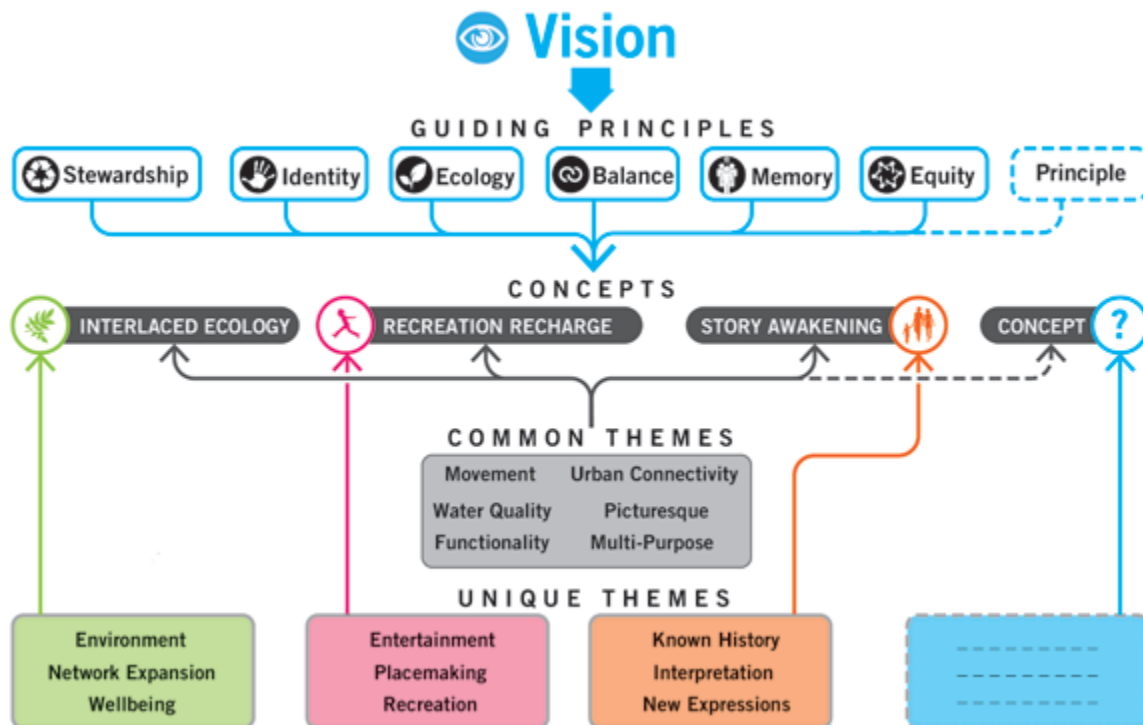 Vision
GUIDING PRINCIPLES
Stewardship
Identity
Ecology
Balance
Memory
Equity
Principle
CONCEPTS
INTERLACED ECOLOGY
RECREATION RECHARGE
STORY AWAKENING
CONCEPT ?
COMMON THEMES
Movement Urban Connectivity
Water Quality Picturesque
Functionality Multi-Purpose
UNIQUE THEMES
Environment
Network Expansion
Wellbeing
Entertainment
Placemaking
Recreation
Known History
Interpretation
New Expressions